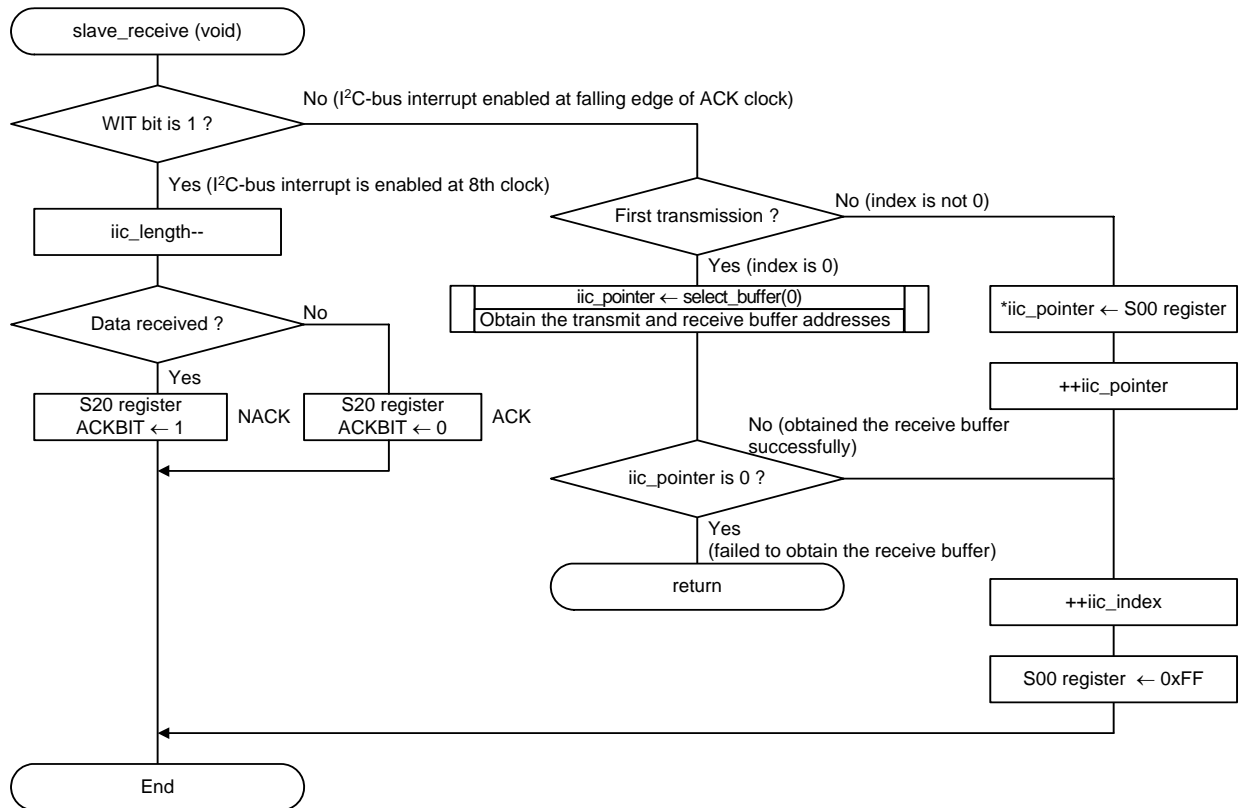 slave_receive (void)
No (I²C-bus interrupt enabled at falling edge of ACK clock)
WIT bit is 1 ?
Yes (I²C-bus interrupt is enabled at 8th clock)
iic_length--
Data received ?
No
Yes
S20 register
ACKBIT ← 1
NACK
S20 register
ACKBIT ← 0
ACK
First transmission ?
No (index is not 0)
Yes (index is 0)
iic_pointer ← select_buffer(0)
Obtain the transmit and receive buffer addresses
*iic_pointer ← S00 register
++iic_pointer
No (obtained the receive buffer
successfully)
iic_pointer is 0 ?
Yes
(failed to obtain the receive buffer)
return
++iic_index
S00 register ← 0xFF
End